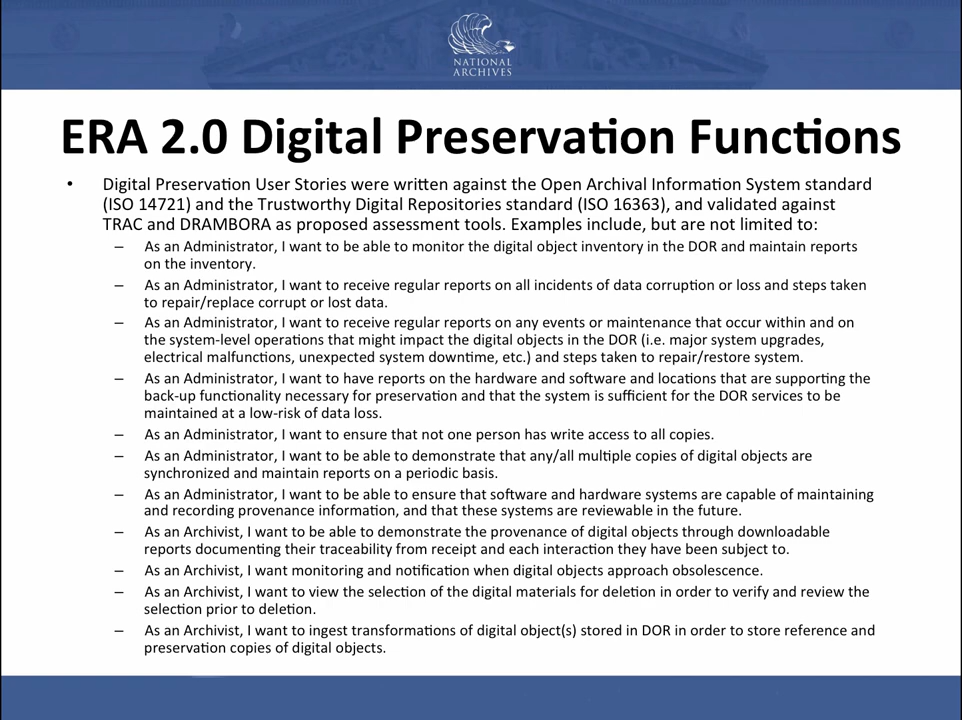 NATIONAL
ARCHIVES
ERA 2.0 Digital Preservation Functions
• Digital Preservation User Stories were written against the Open Archival Information System standard
(ISO 14721) and the Trustworthy Digital Repositories standard (ISO 16363), and validated against
TRAC and DRAMBORA as proposed assessment tools. Examples include, but are not limited to:
– As an Administrator, I want to be able to monitor the digital object inventory in the DOR and maintain reports
on the inventory.
– As an Administrator, I want to receive regular reports on all incidents of data corruption or loss and steps taken
to repair/replace corrupt or lost data.
– As an Administrator, I want to receive regular reports on any events or maintenance that occur within and on
the system-level operations that might impact the digital objects in the DOR (i.e. major system upgrades,
electrical malfunctions, unexpected system downtime, etc.) and steps taken to repair/restore system.
– As an Administrator, I want to have reports on the hardware and software and locations that are supporting the
back-up functionality necessary for preservation and that the system is sufficient for the DOR services to be
maintained at a low-risk of data loss.
– As an Administrator, I want to ensure that not one person has write access to all copies.
– As an Administrator, I want to be able to demonstrate that any/all multiple copies of digital objects are
synchronized and maintain reports on a periodic basis.
– As an Administrator, I want to be able to ensure that software and hardware systems are capable of maintaining
and recording provenance information, and that these systems are reviewable in the future.
– As an Archivist, I want to be able to demonstrate the provenance of digital objects through downloadable
reports documenting their traceability from receipt and each interaction they have been subject to.
– As an Archivist, I want monitoring and notification when digital objects approach obsolescence.
– As an Archivist, I want to view the selection of the digital materials for deletion in order to verify and review the
selection prior to deletion.
– As an Archivist, I want to ingest transformations of digital object(s) stored in DOR in order to store reference and
preservation copies of digital objects.